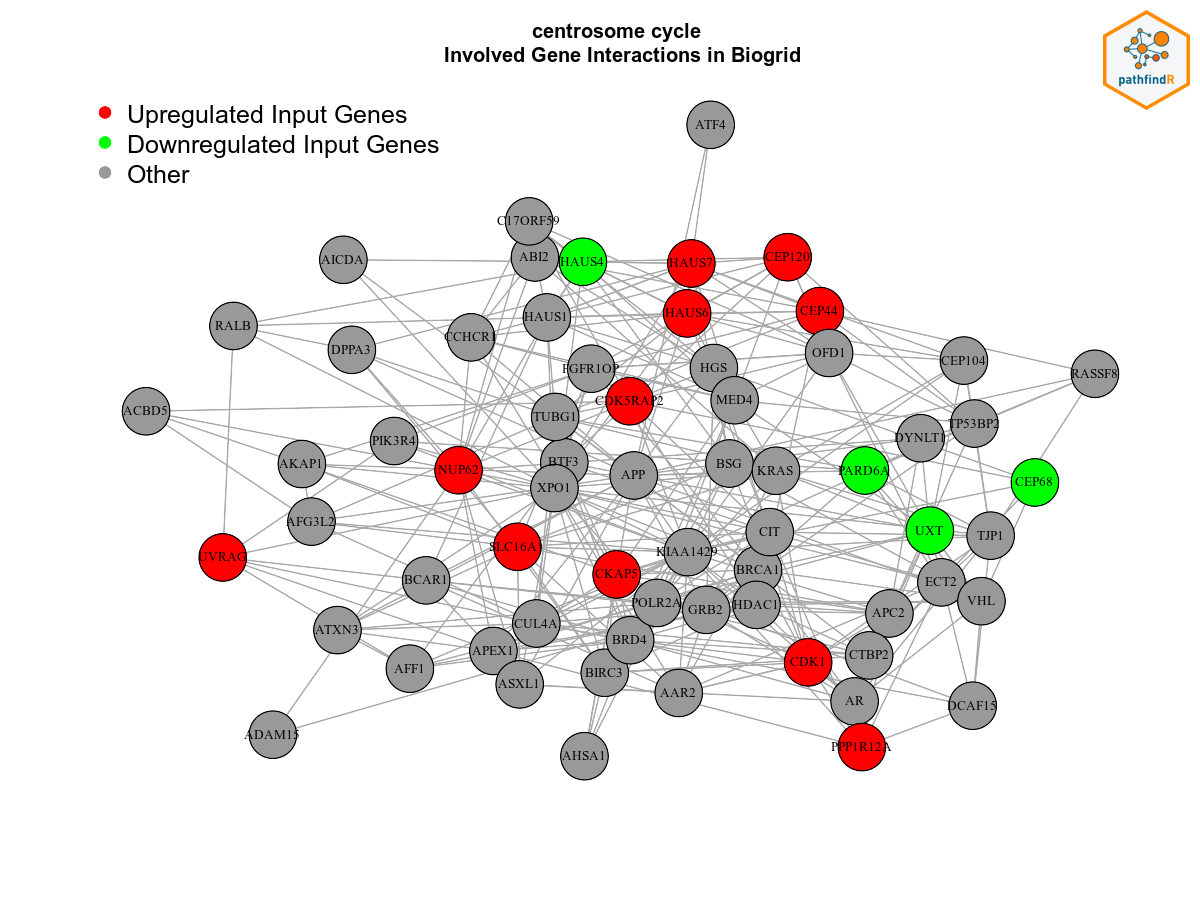 centrosome cycle
Involved Gene Interactions in Biogrid
pathfindR
Upregulated Input Genes
Downregulated Input Genes
Other
ATF4
C17ORF59
AICDA
ABI2
HAUS4
HAUS7
CEP120
RALB
HAUS1
HAUS6
CEP44
DPPA3
CCHCR1
OFD1
CEP104
RASSF8
FGFR1OP
HGS
ACBD5
CDK5RAP2
MED4
TUBG1
TP53BP2
DYNLT1
PIK3R4
AKAP1
NUP62
BTF3
APP
BSG
KRAS
PARD6A
CEP68
XPO1
AFG3L2
CIT
UXT
TJP1
UVRAG
SLC16A1
KIAA1429
CKAP5
BRCA1
BCAR1
ECT2
VHL
POLR2A
GRB2
HDAC1
APC2
ATXN3
CUL4A
BRD4
APEX1
CDK1
CTBP2
AFF1
ASXL1
BIRC3
AAR2
AR
DCAF15
ADAM15
AHSA1
PPP1R12A